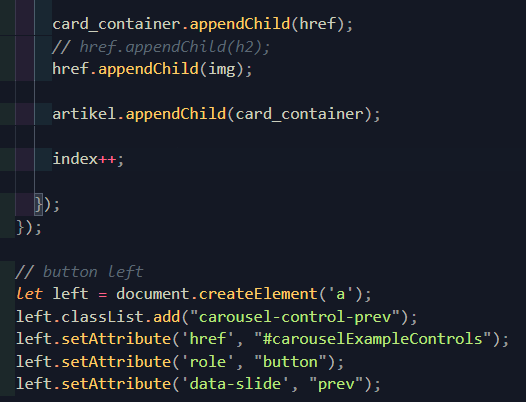 card_container.appendChild(href);
// href.appendChild(h2);
href.appendChild(img);
artikel.appendChild(card_container);
index++;
});
});
// button left
let left = document.createElement('a');
left.classList.add("carousel-control-prev");
left.setAttribute('href', "#carouselExampleControls");
left.setAttribute('role', "button");
left.setAttribute('data-slide', "prev");